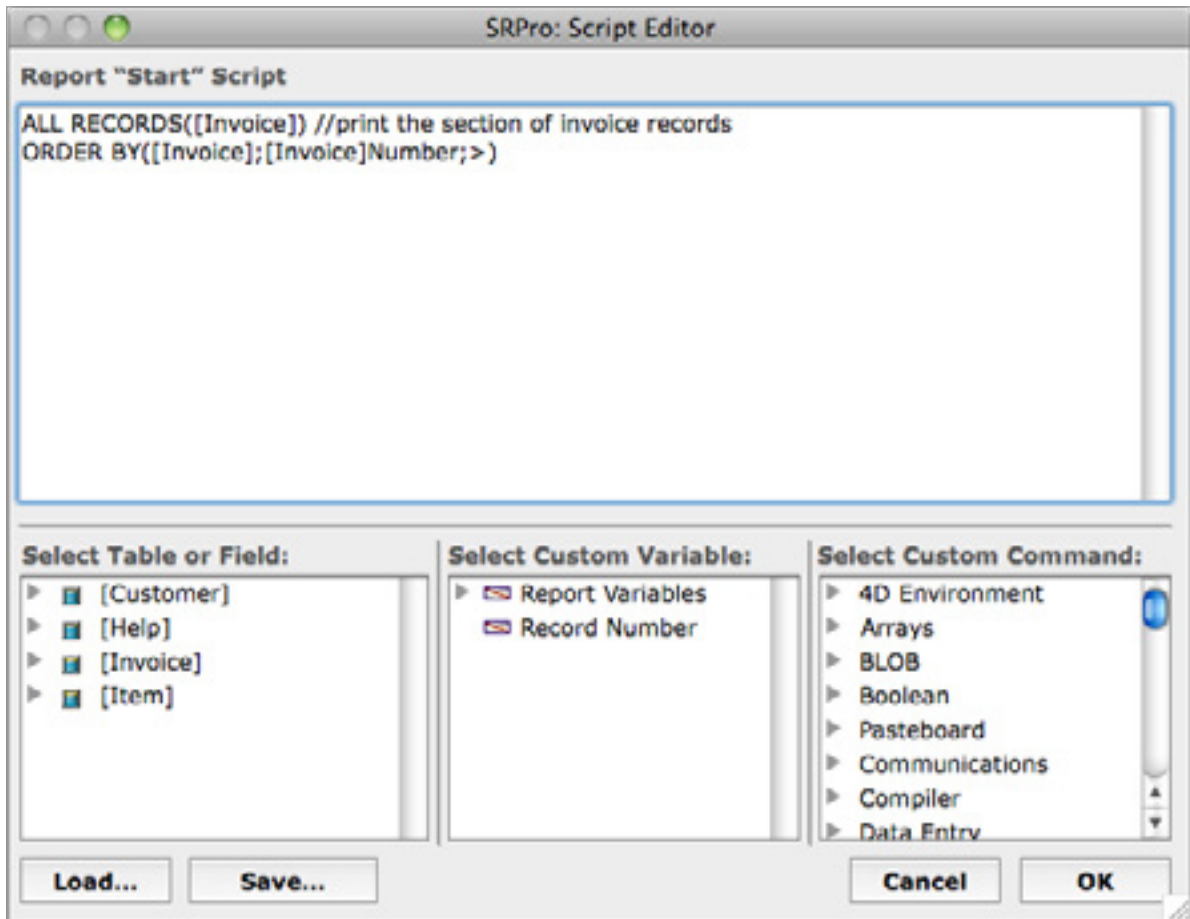 SRPro: Script Editor
Report “Start” Script
ALL RECORDS([Invoice]) //print the section of invoice records
ORDER BY([Invoice];[Invoice]Number;>)
Select Table or Field:
[Customer]
[Help]
[Invoice]
[Item]
Select Custom Variable:
Report Variables
Record Number
Select Custom Command:
4D Environment
Arrays
BLOB
Boolean
Pasteboard
Communications
Compiler
Data Entry
Load...
Save...
Cancel
OK